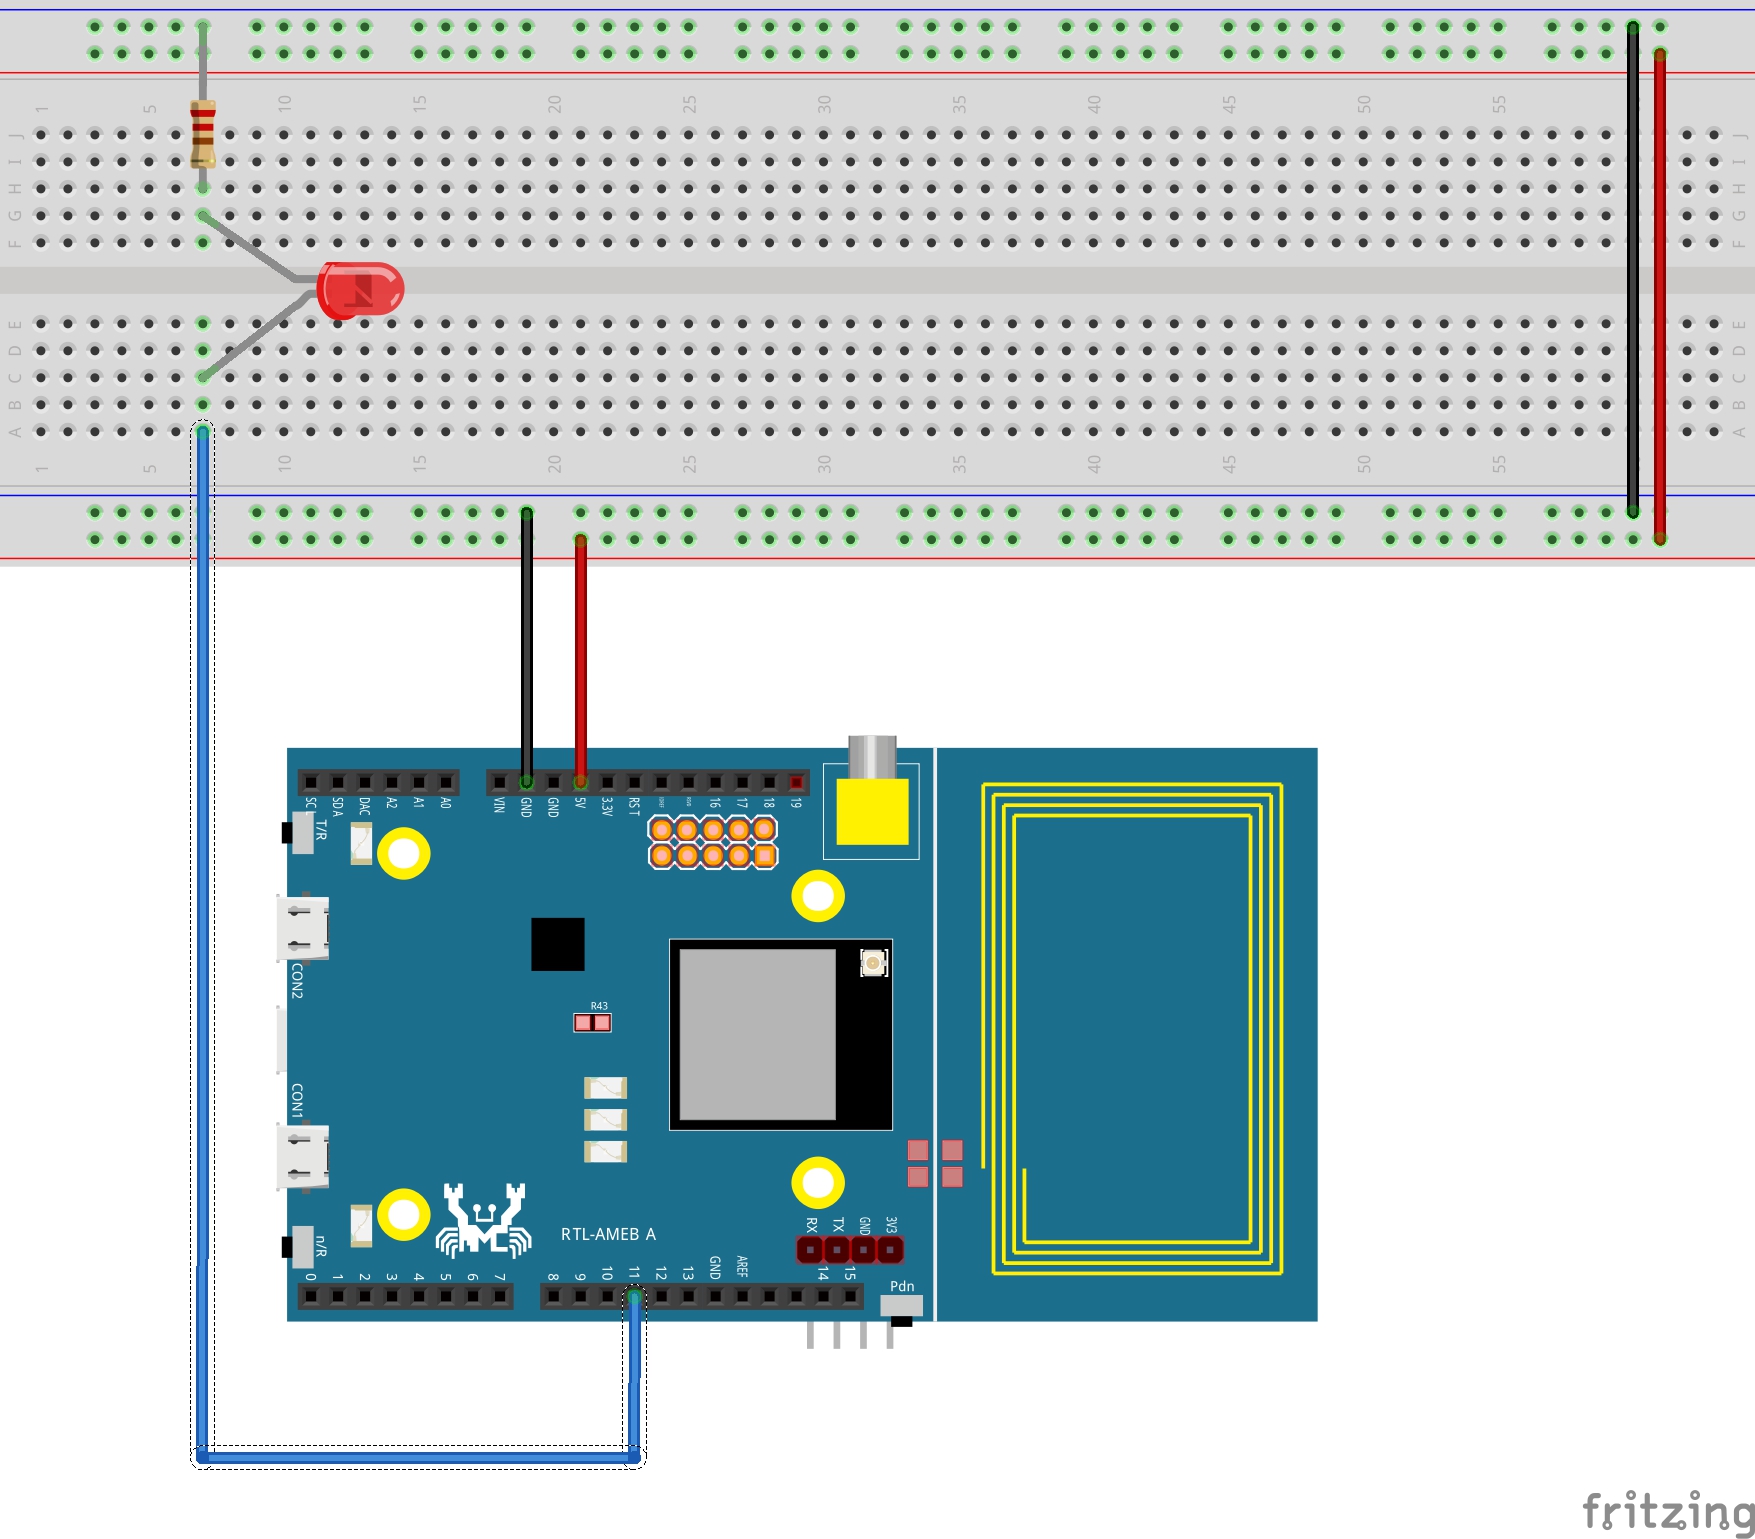 1 5 10 15 20 25 30 35 40 45 50 55
J J
I I
H H
G G
F F
E E
D D
C C
B B
A A
1 5 10 15 20 25 30 35 40 45 50 55
SCL SDA DAC A2 A1 A0 VIN GND GND 5V 3.3V RST 16 17 18 19
T/R
CON2
R43
CON1
RTL-AMEB A
RX TX GND 3V3
n/R
0 1 2 3 4 5 6 7 8 9 10 11 12 13 GND AREF 14 15
Pdn
fritzing